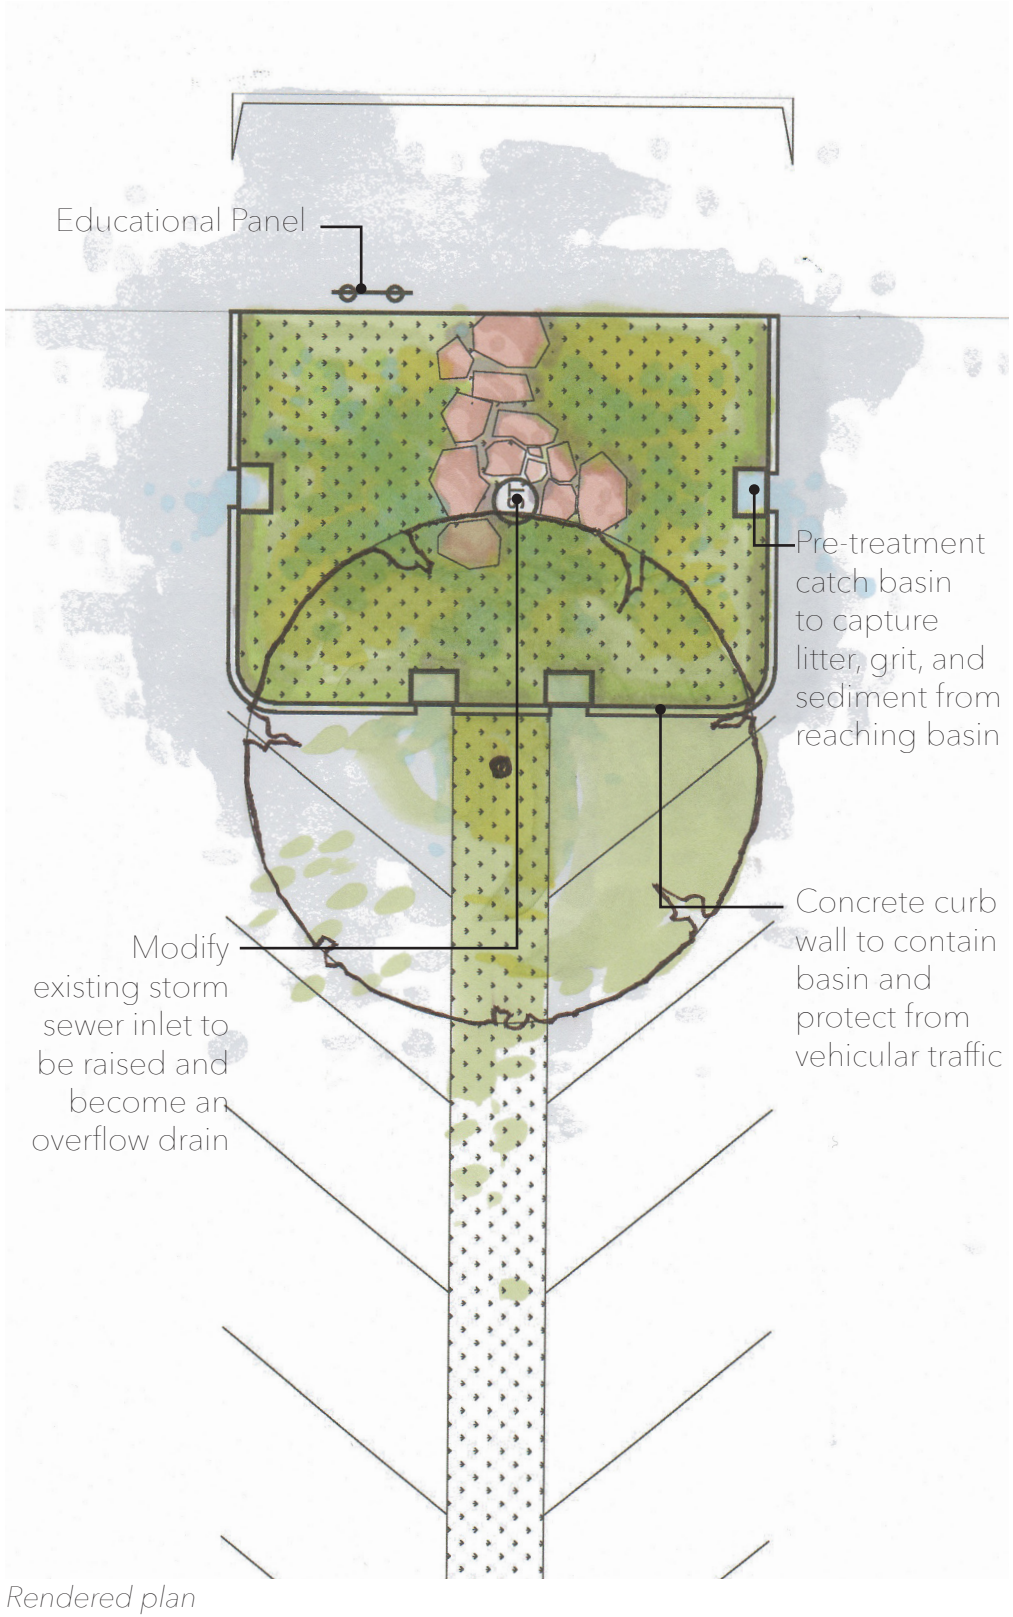 Educational Panel
Pre-treatment
catch basin
to capture
litter, grit, and
sediment from
reaching basin
Concrete curb
wall to contain
basin and
protect from
vehicular traffic
Modify
existing storm
sewer inlet to
be raised and
become an
overflow drain
Rendered plan